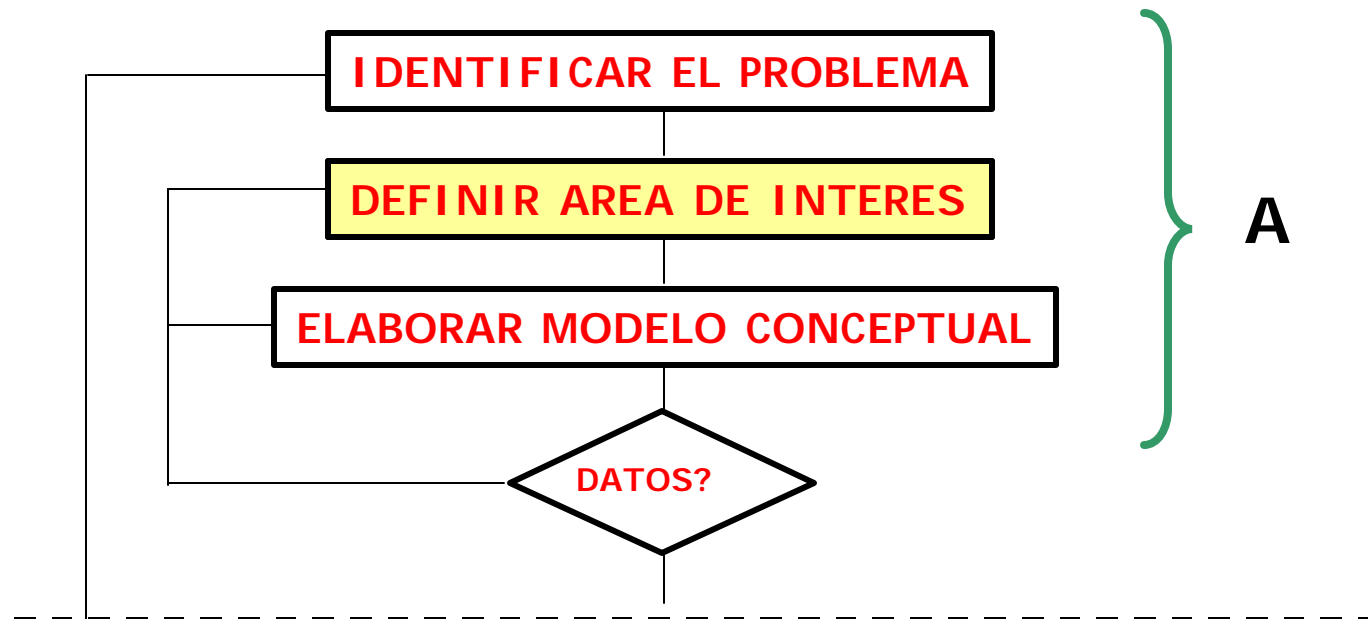 IDENTIFICAR EL PROBLEMA
DEFINIR AREA DE INTERES
A
ELABORAR MODELO CONCEPTUAL
DATOS?